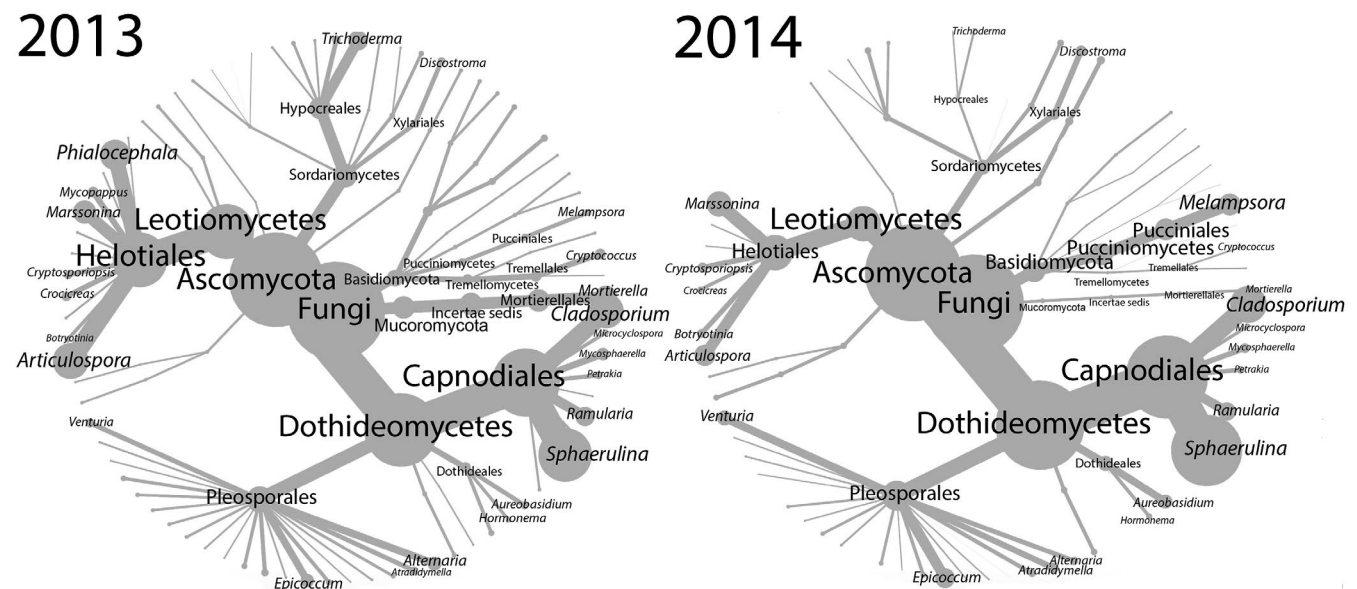 2013
Trichoderma
Discostroma
Hypocreales
Xylariales
Phialocephala
Sordariomycetes
Mycopappus
Marssonina
Leotiomycetes
Melampsora
Pucciniales
Helotiales
Pucciniomycetes
Cryptococcus
Cryptosporiopsis
Ascomycota
Basidiomycota
Tremellales
Tremellomycetes
Crocicreas
Mortierella
Mortierellales
Fungi
Incertae sedis
Cladosporium
Mucoromycota
Botryotinia
Microcyclospora
Articulospora
Mycosphaerella
Capnodiales
Petrakia
Ramularia
Venturia
Dothideomycetes
Sphaerulina
Dothideales
Pleosporales
Aureobasidium
Hormonema
Alternaria
Atradidymella
Epicoccum
2014
Trichoderma
Discostroma
Hypocreales
Xylariales
Sordariomycetes
Marssonina
Melampsora
Leotiomycetes
Pucciniales
Helotiales
Pucciniomycetes
Cryptococcus
Basidiomycota
Cryptosporiopsis
Ascomycota
Tremellales
Tremellomycetes
Crocicreas
Mortierella
Mortierellales
Fungi
Incertae sedis
Mucoromycota
Cladosporium
Microcyclospora
Botryotinia
Mycosphaerella
Articulospora
Capnodiales
Petrakia
Ramularia
Venturia
Dothideomycetes
Sphaerulina
Dothideales
Pleosporales
Aureobasidium
Hormonema
Alternaria
Atradidymella
Epicoccum